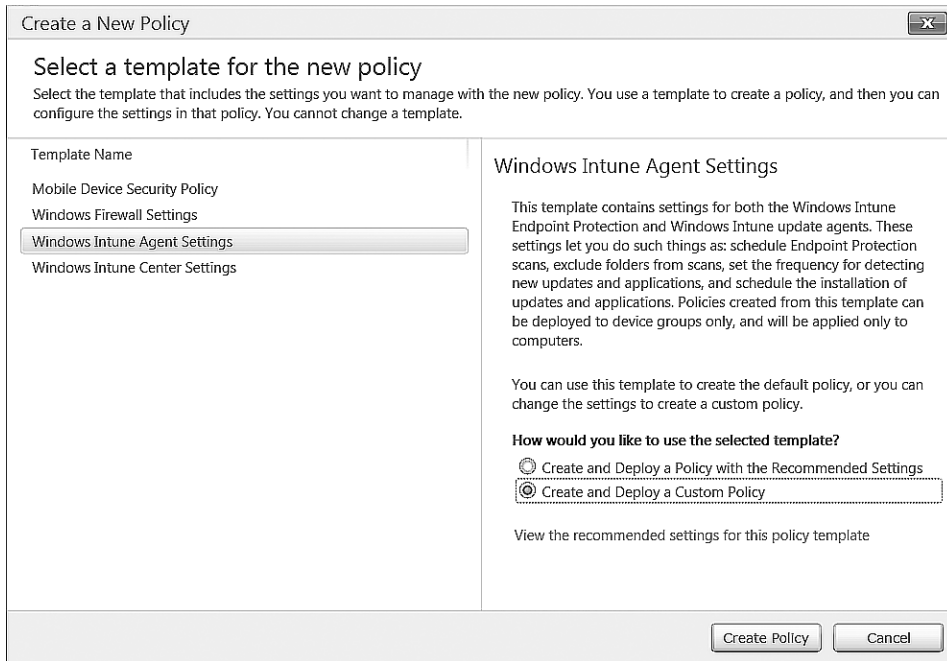 Create a New Policy
X
Select a template for the new policy
Select the template that includes the settings you want to manage with the new policy. You use a template to create a policy, and then you can
configure the settings in that policy. You cannot change a template.
Template Name
Mobile Device Security Policy
Windows Firewall Settings
Windows Intune Agent Settings
Windows Intune Center Settings
Windows Intune Agent Settings
This template contains settings for both the Windows Intune
Endpoint Protection and Windows Intune update agents. These
settings let you do such things as: schedule Endpoint Protection
scans, exclude folders from scans, set the frequency for detecting
new updates and applications, and schedule the installation of
updates and applications. Policies created from this template can
be deployed to device groups only, and will be applied only to
computers.
You can use this template to create the default policy, or you can
change the settings to create a custom policy.
How would you like to use the selected template?
Create and Deploy a Policy with the Recommended Settings
Create and Deploy a Custom Policy
View the recommended settings for this policy template
Create Policy
Cancel